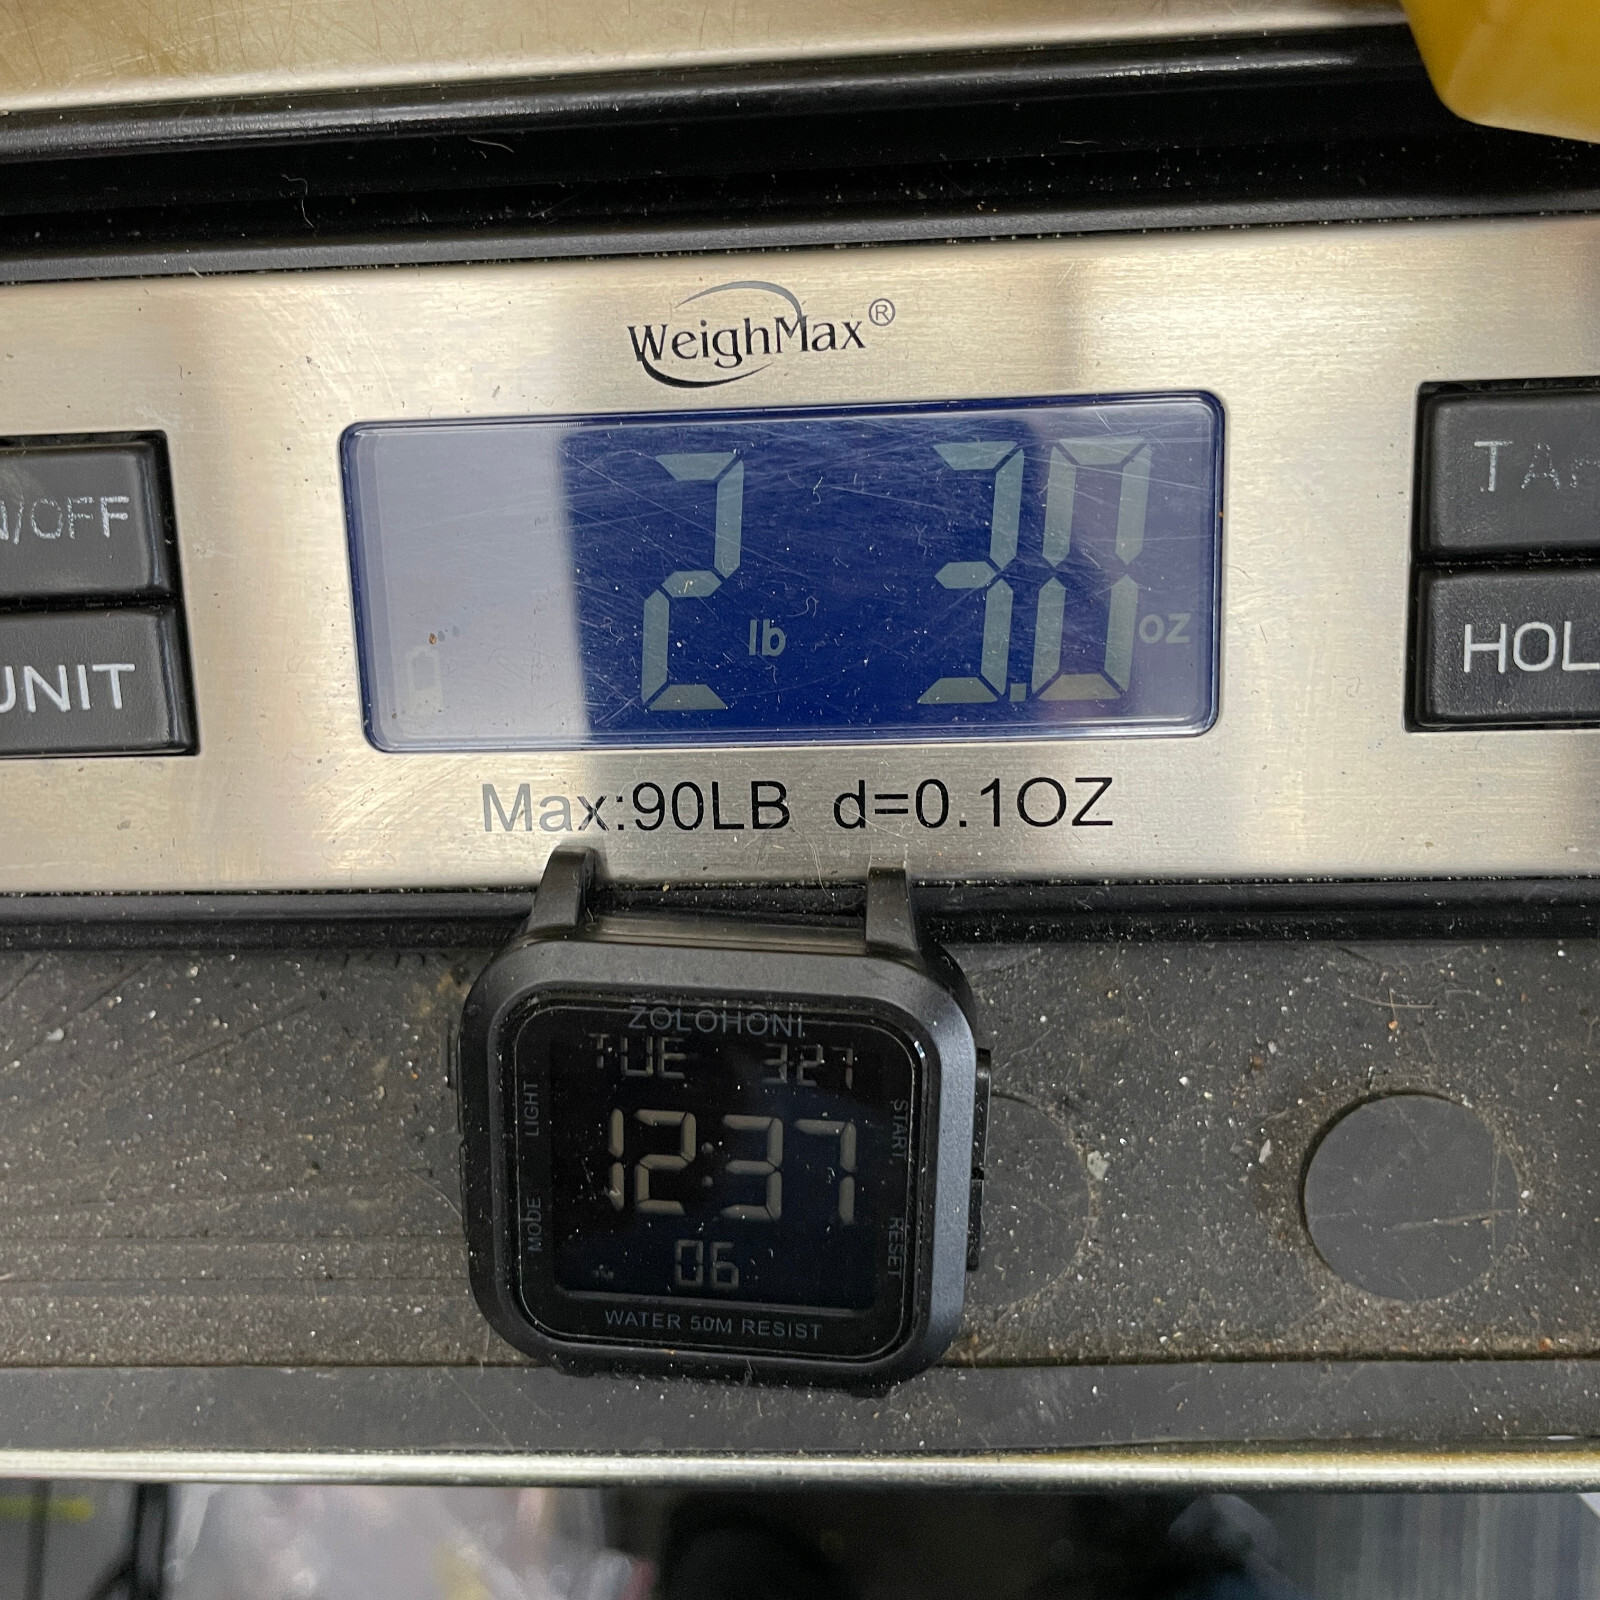 WeighMax®
N/OFF
UNIT
2 lb 3.0 oz
TA
HOL
Max:90LB d=0.1OZ
ZOLOHONI
TUE 327
LIGHT
START
12:37
MODE
RESET
06
WATER 50M RESIST